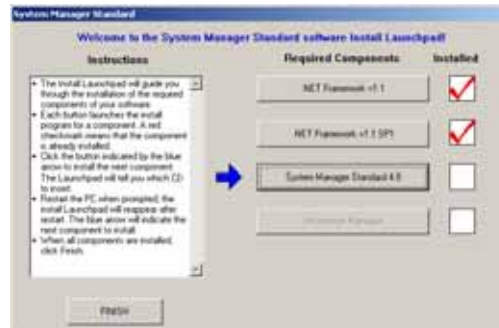 System Manager Standard
Welcome to the System Manager Standard software Install Launchpad!
Instructions
• The Install Launchpad will guide you
through the installation of the required
components of your software.
• Each button launches the install
program for a component. A red
checkmark means that the component
is already installed.
• Click the button indicated by the blue
arrow to install the next component.
The Launchpad will tell you which CD
to insert.
• Restart the PC when prompted, the
install Launchpad will reappear after
restart. The blue arrow will indicate the
next component to install.
• When all components are installed,
click Finish.
FINISH
Required Components
Installed
.NET Framework v1.1
.NET Framework v1.1 SP1
System Manager Standard 4.0
Manager